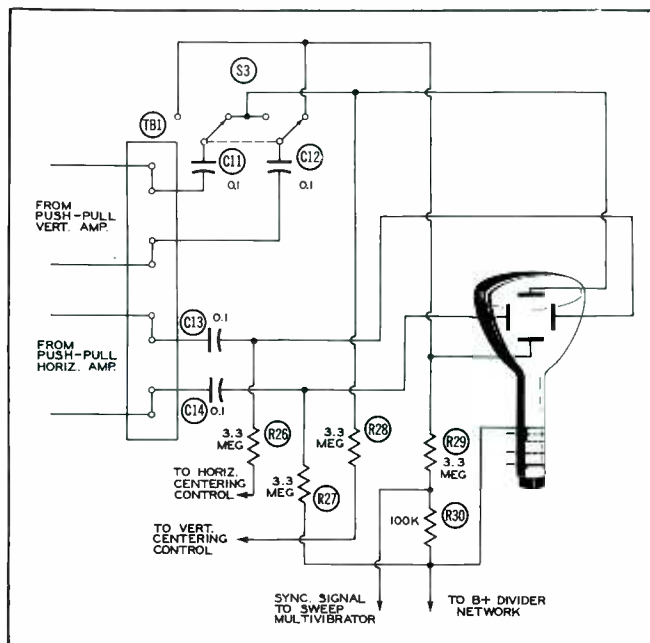 S3
TB1
C11
0.1
C12
0.1
FROM
PUSH-PULL
VERT. AMP.
C13
0.1
FROM
PUSH-PULL
HORIZ. AMP.
C14
0.1
R26
3.3
MEG
R28
3.3
MEG
R29
3.3
MEG
TO HORIZ.
CENTERING
CONTROL
3.3
MEG
R27
100K
R30
TO VERT.
CENTERING
CONTROL
SYNC. SIGNAL
TO SWEEP
MULTIVIBRATOR
TO B+ DIVIDER
NETWORK